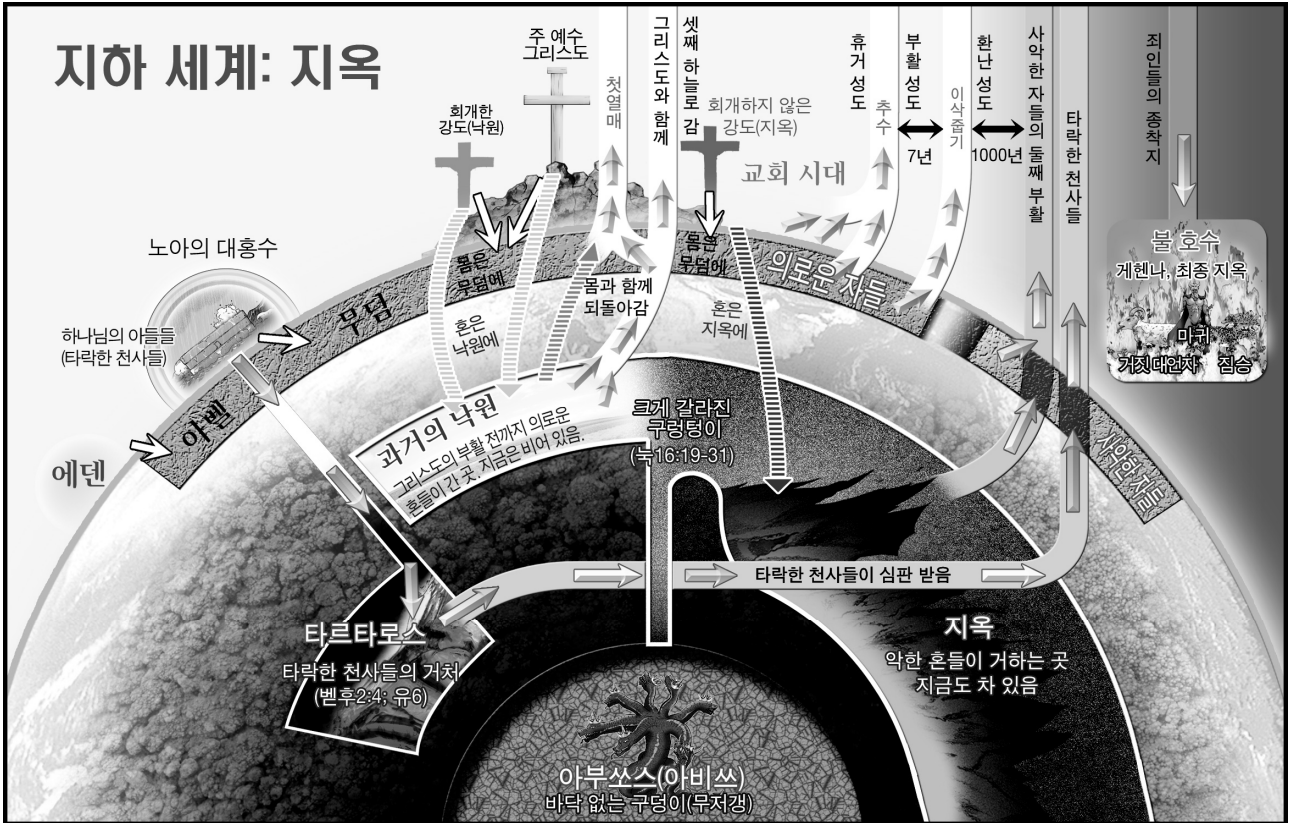 지하 세계: 지옥
주 예수
그리스도
회개한
강도(낙원)
첫열매
그리스도와 함께
셋째 하늘로 감
회개하지 않은
강도(지옥)
교회 시대
휴거 성도
추수
부활 성도
7년
이삭줍기
환난 성도
1000년
사악한 자들의 둘째 부활
타락한 천사들
죄인들의 종착지
불 호수
게헨나, 최종 지옥
마귀
거짓 대언자
짐승
노아의 대홍수
하나님의 아들들
(타락한 천사들)
에덴
아벨
무덤
몸은
무덤에
혼은
낙원에
몸과 함께
되돌아감
몸은
무덤에
혼은
지옥에
의로운 자들
사악한 자들
과거의 낙원
그리스도의 부활 전까지 의로운
혼들이 간 곳. 지금은 비어 있음.
크게 갈라진
구렁텅이
(눅16:19-31)
타락한 천사들이 심판 받음
타르타로스
타락한 천사들의 거처
(벧후2:4; 유6)
지옥
악한 혼들이 거하는 곳
지금도 차 있음
아부쏘스(아비쓰)
바닥 없는 구덩이(무저갱)